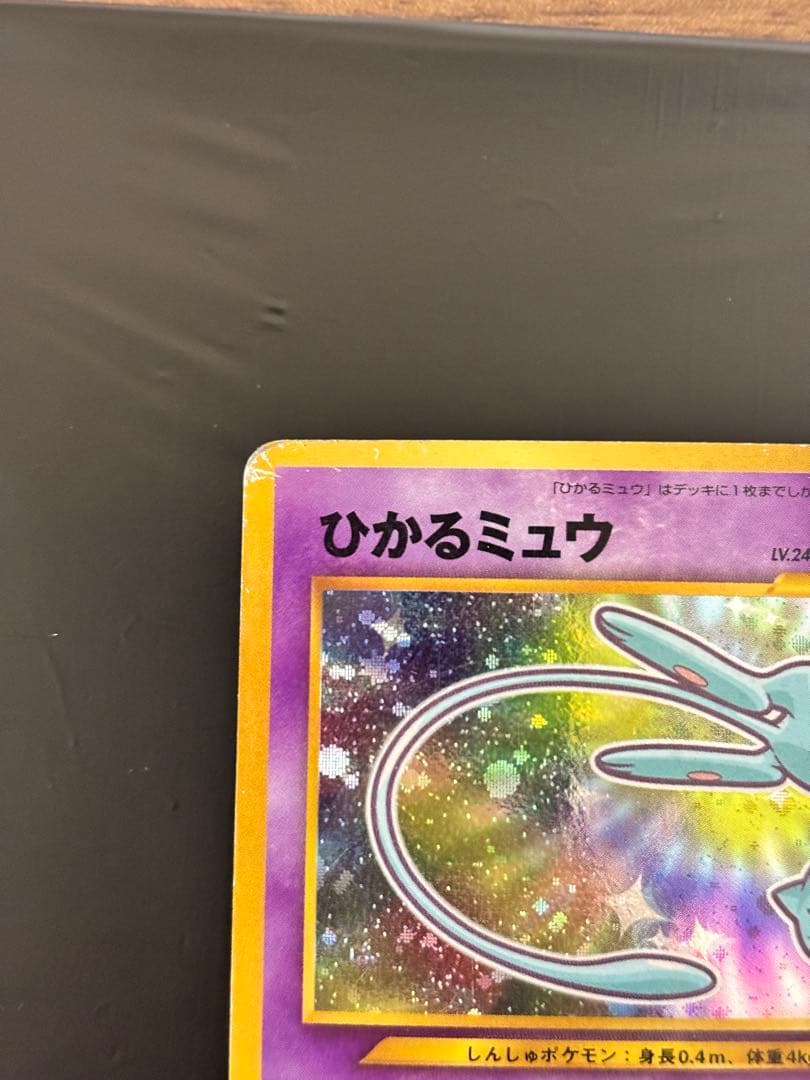 「ひかるミュウ」はデッキに1枚までしか
ひかるミュウ
LV.24
しんしゅポケモン：身長0.4m、体重4kg